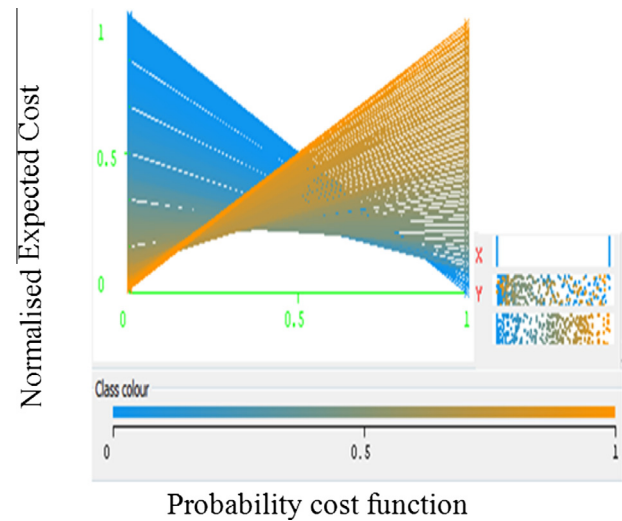 Normalised Expected Cost
1
0.5
0
0 0.5 1
X
Y
Class colour
0 0.5 1
Probability cost function